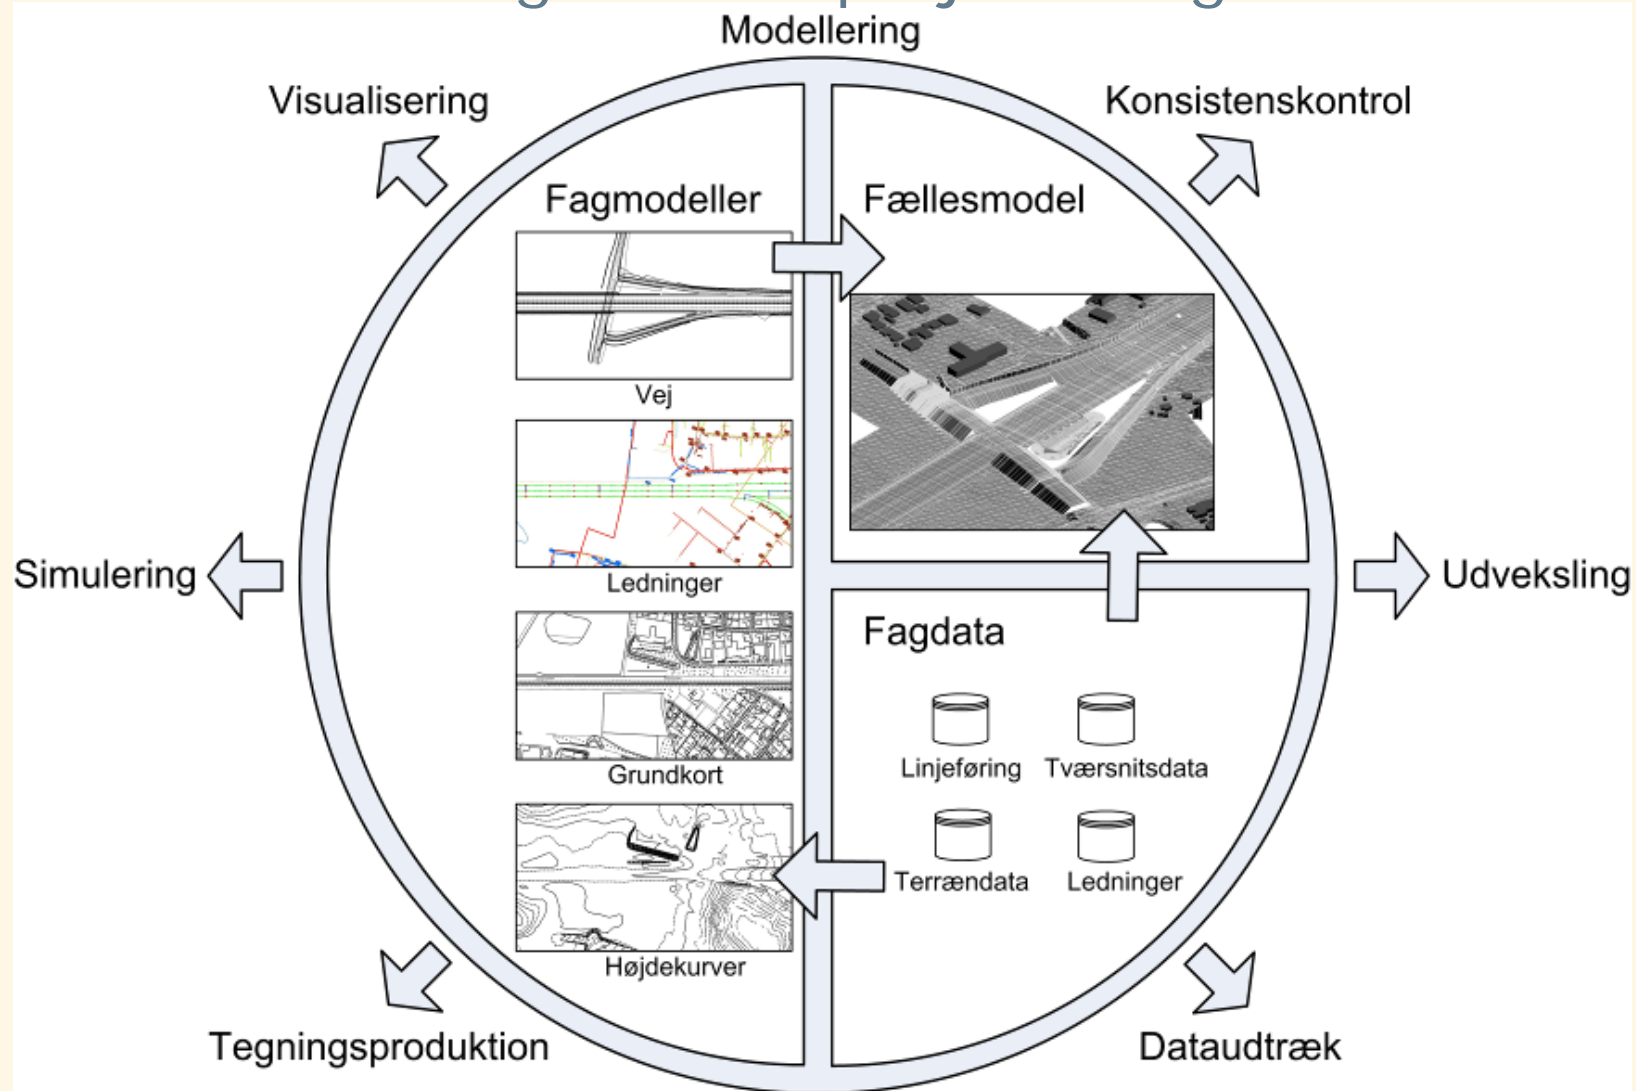 Modellering
Visualisering
Konsistenskontrol
Fagmodeller
Fællesmodel
Vej
Ledninger
Simulering
Udveksling
Fagdata
Grundkort
Linjeføring
Tværsnitsdata
Terrændata
Ledninger
Højdekurver
Tegningsproduktion
Dataudtræk